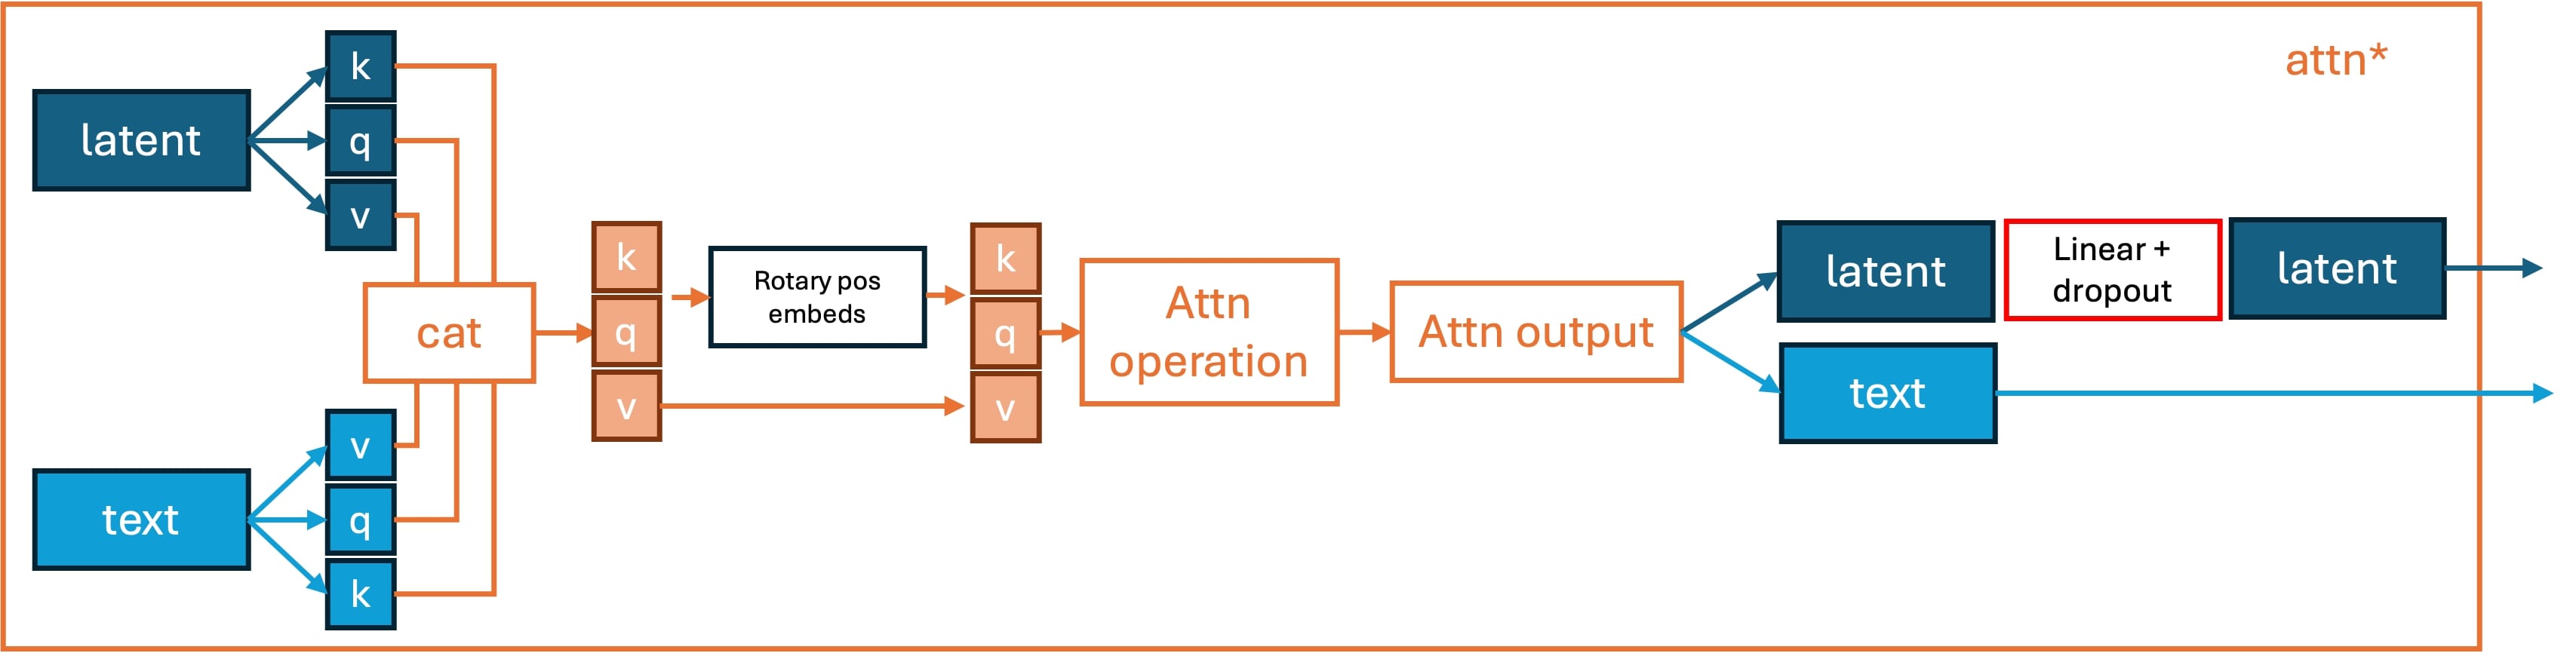 attn*
latent
k
q
v
cat
text
v
q
k
k
q
v
Rotary pos
embeds
k
q
v
Attn
operation
Attn output
latent
Linear +
dropout
latent
text